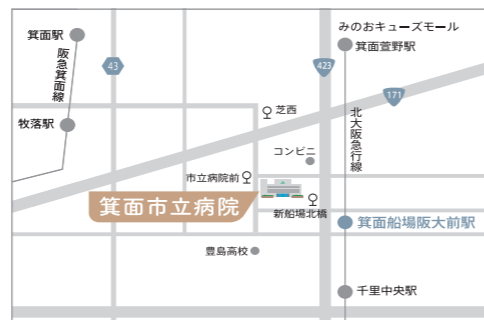 みのおキューズモール
箕面駅
箕面萱野駅
阪急箕面線
43
423
171
芝西
北大阪急行線
牧落駅
コンビニ
市立病院前
箕面市立病院
新船場北橋
箕面船場阪大前駅
豊島高校
千里中央駅